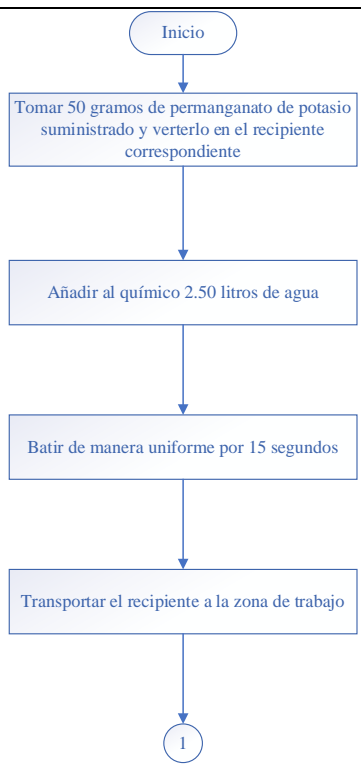 Inicio
Tomar 50 gramos de permanganato de potasio
suministrado y verterlo en el recipiente
correspondiente
Añadir al químico 2.50 litros de agua
Batir de manera uniforme por 15 segundos
Transportar el recipiente a la zona de trabajo
1